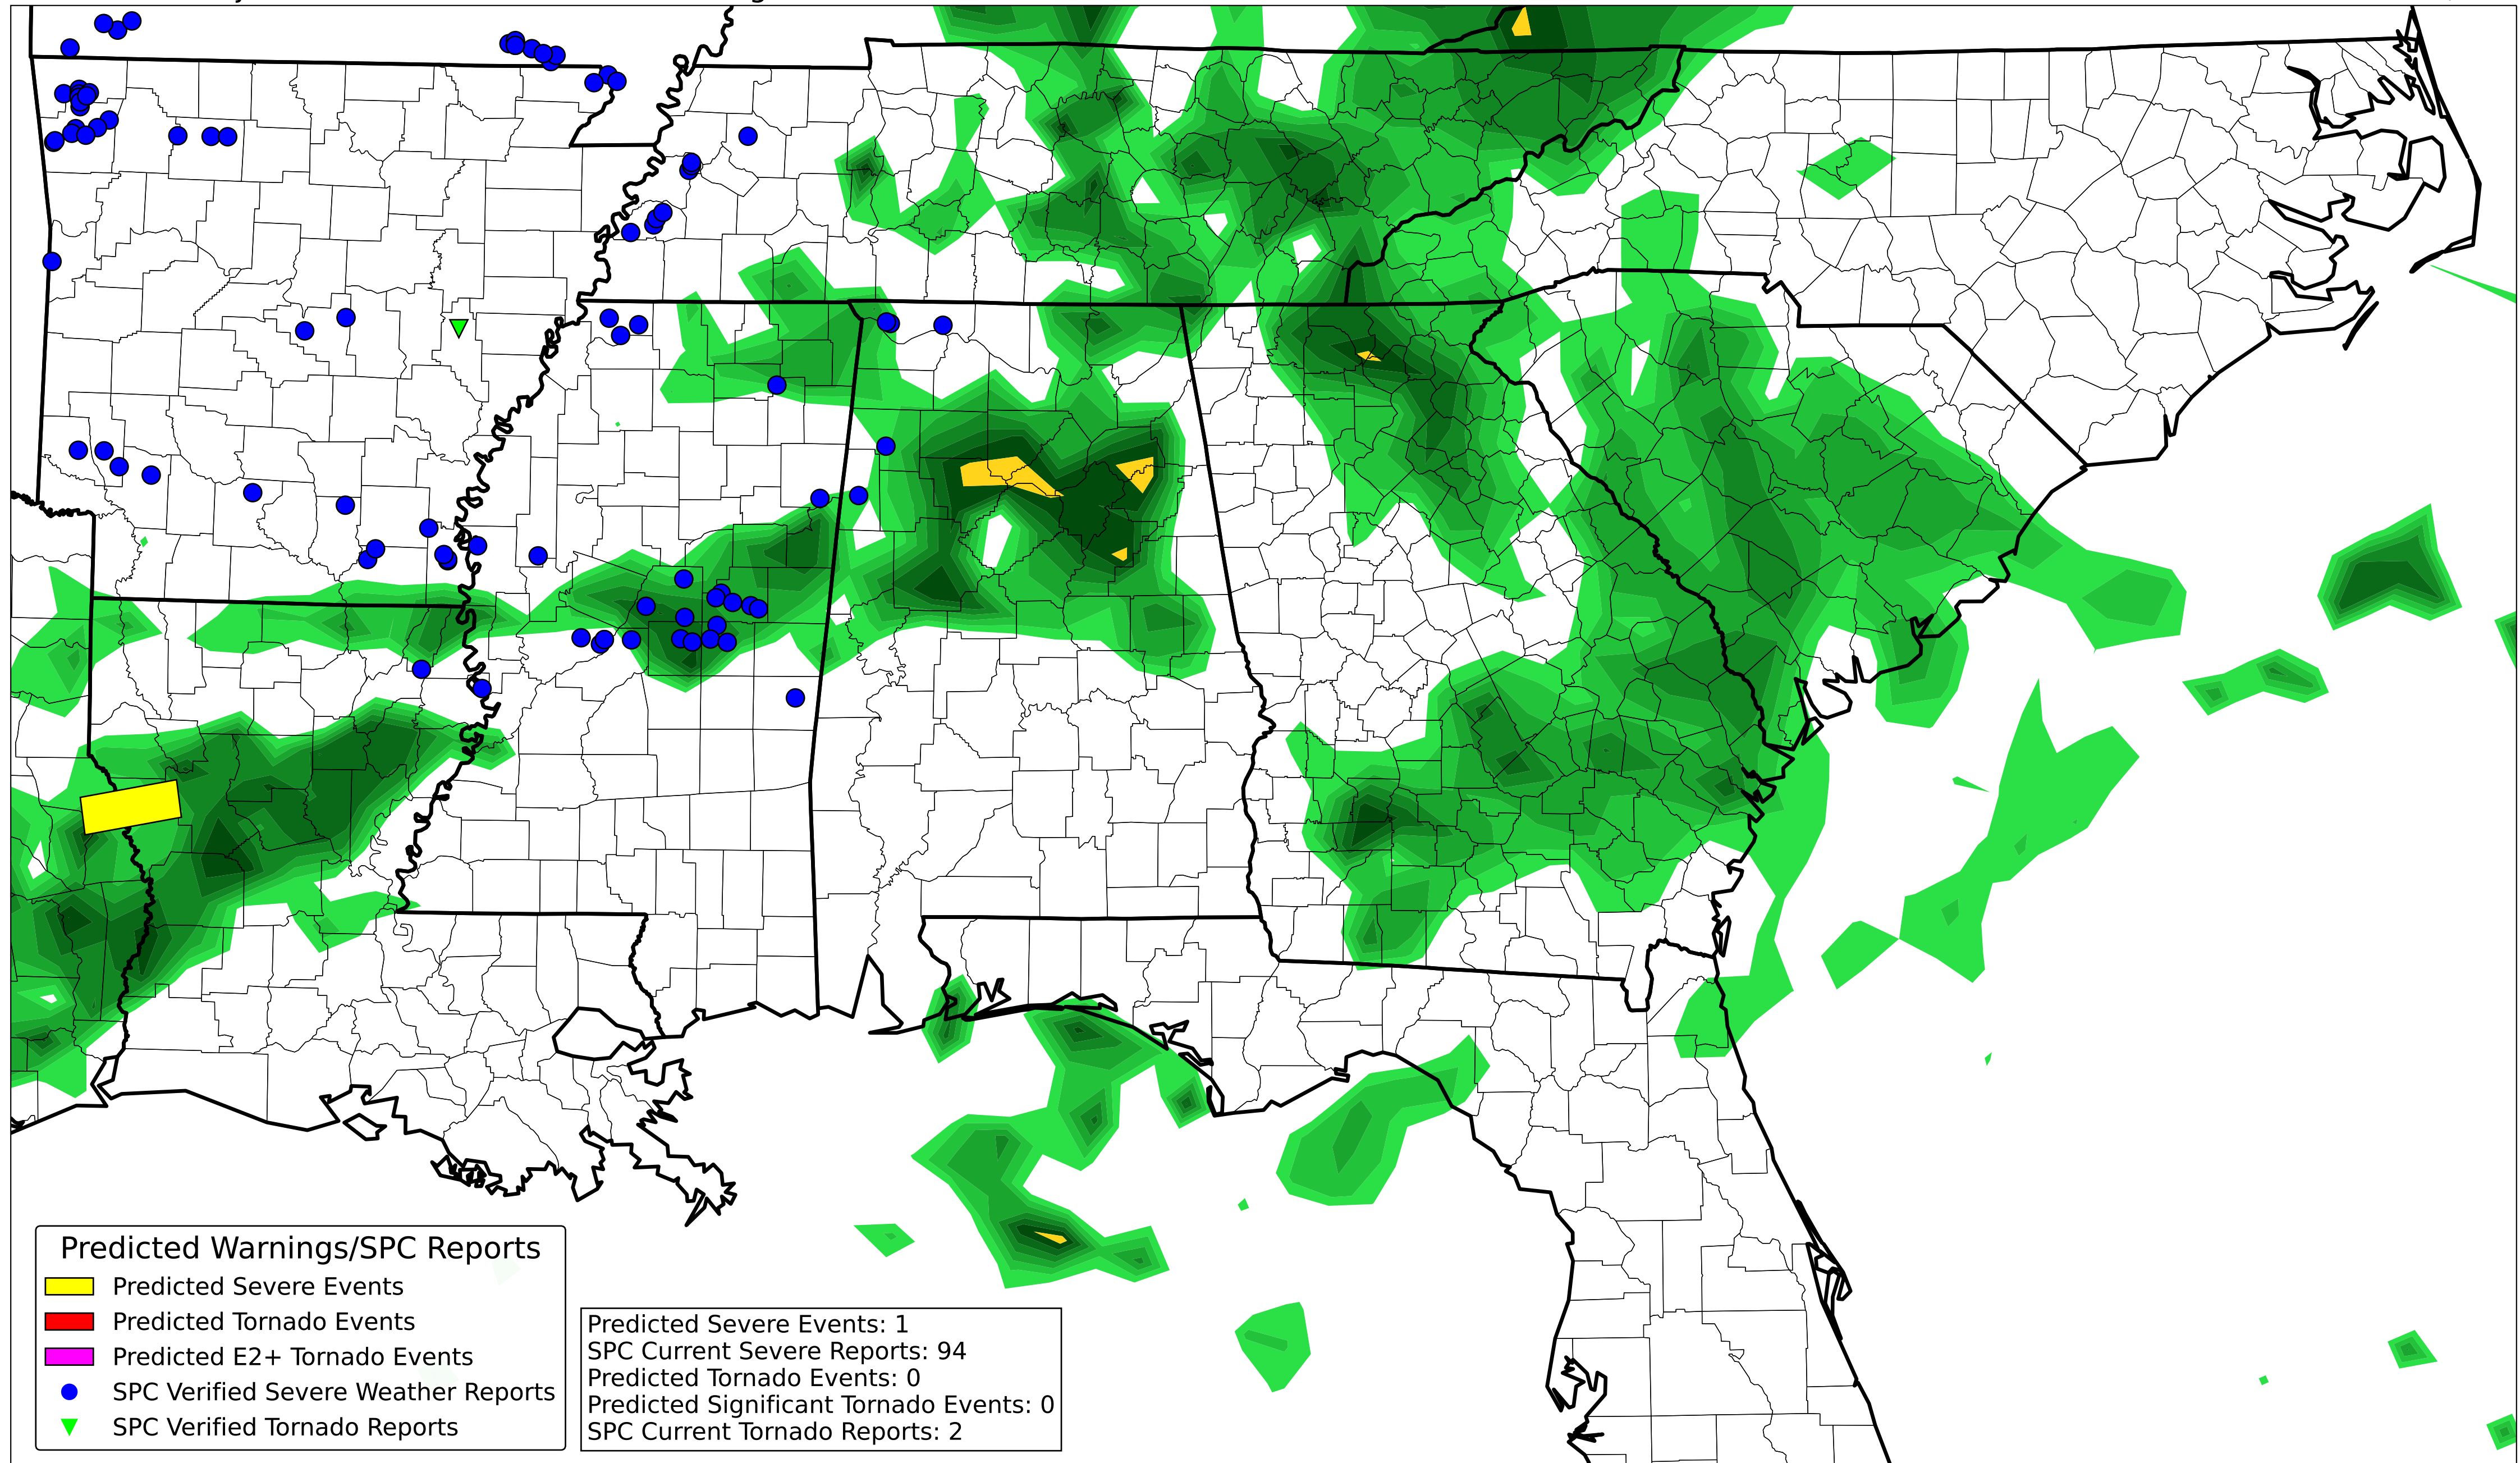 Predicted Warnings/SPC Reports
Predicted Severe Events
Predicted Tornado Events
Predicted E2+ Tornado Events
SPC Verified Severe Weather Reports
SPC Verified Tornado Reports
Predicted Severe Events: 1
SPC Current Severe Reports: 94
Predicted Tornado Events: 0
Predicted Significant Tornado Events: 0
SPC Current Tornado Reports: 2